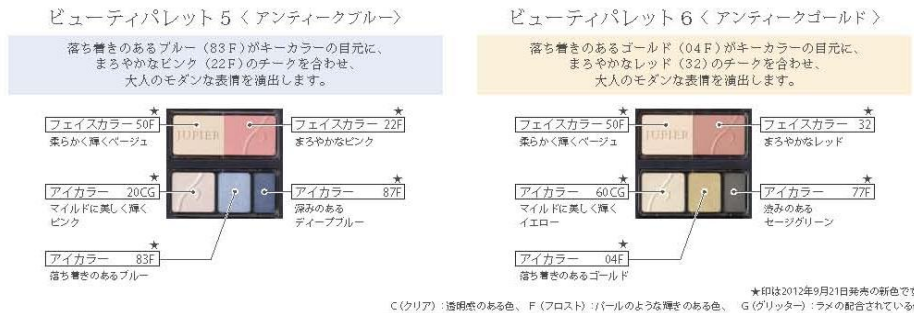 ビューティパレット 5〈 アンティークブルー〉
落ち着きのあるブルー（83F）がキーカラーの目元に、
まろやかなピンク（22F）のチークを合わせ、
大人のモダンな表情を演出します。
★
フェイスカラー 50F
柔らかく輝くベージュ
★
22F フェイスカラー
まろやかなピンク
JUPIER
★
アイカラー 20CG
マイルドに美しく輝く
ピンク
★
アイカラー 87F
深みのある
ディープブルー
★
アイカラー 83F
落ち着きのあるブルー
ビューティパレット 6〈 アンティークゴールド 〉
落ち着きのあるゴールド（04F）がキーカラーの目元に、
まろやかなレッド（32）のチークを合わせ、
大人のモダンな表情を演出します。
★
フェイスカラー 50F
柔らかく輝くベージュ
★
フェイスカラー 32
まろやかなレッド
JUPIER
★
アイカラー 60CG
マイルドに美しく輝く
イエロー
★
アイカラー 77F
渋みのある
セージグリーン
★
アイカラー 04F
落ち着きのあるゴールド
★印は2012年9月21日発売の新色です
C（クリア）：透明感のある色、 F（フロスト）：パールのような輝きのある色、 G（グリッター）：ラメの配合されている